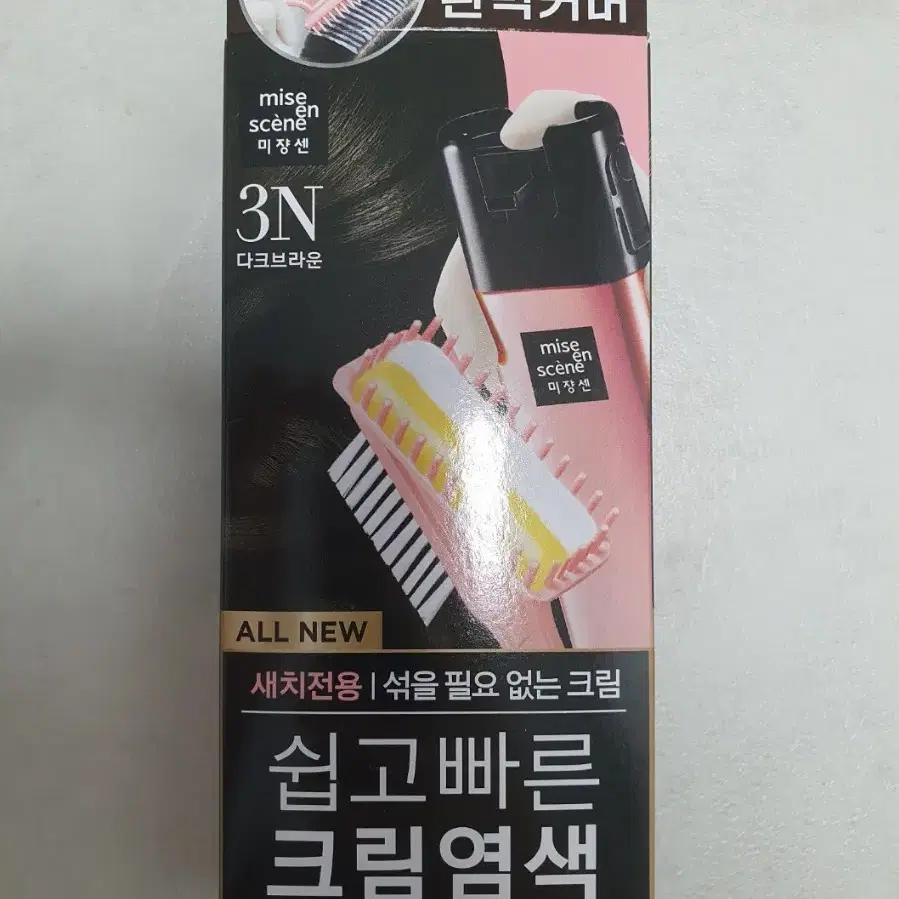 mise
en
scène
미쟝센
3N
다크브라운
mise
en
scène
미쟝센
ALL NEW
새치전용 | 섞을 필요 없는 크림
쉽고 빠른
크림염색